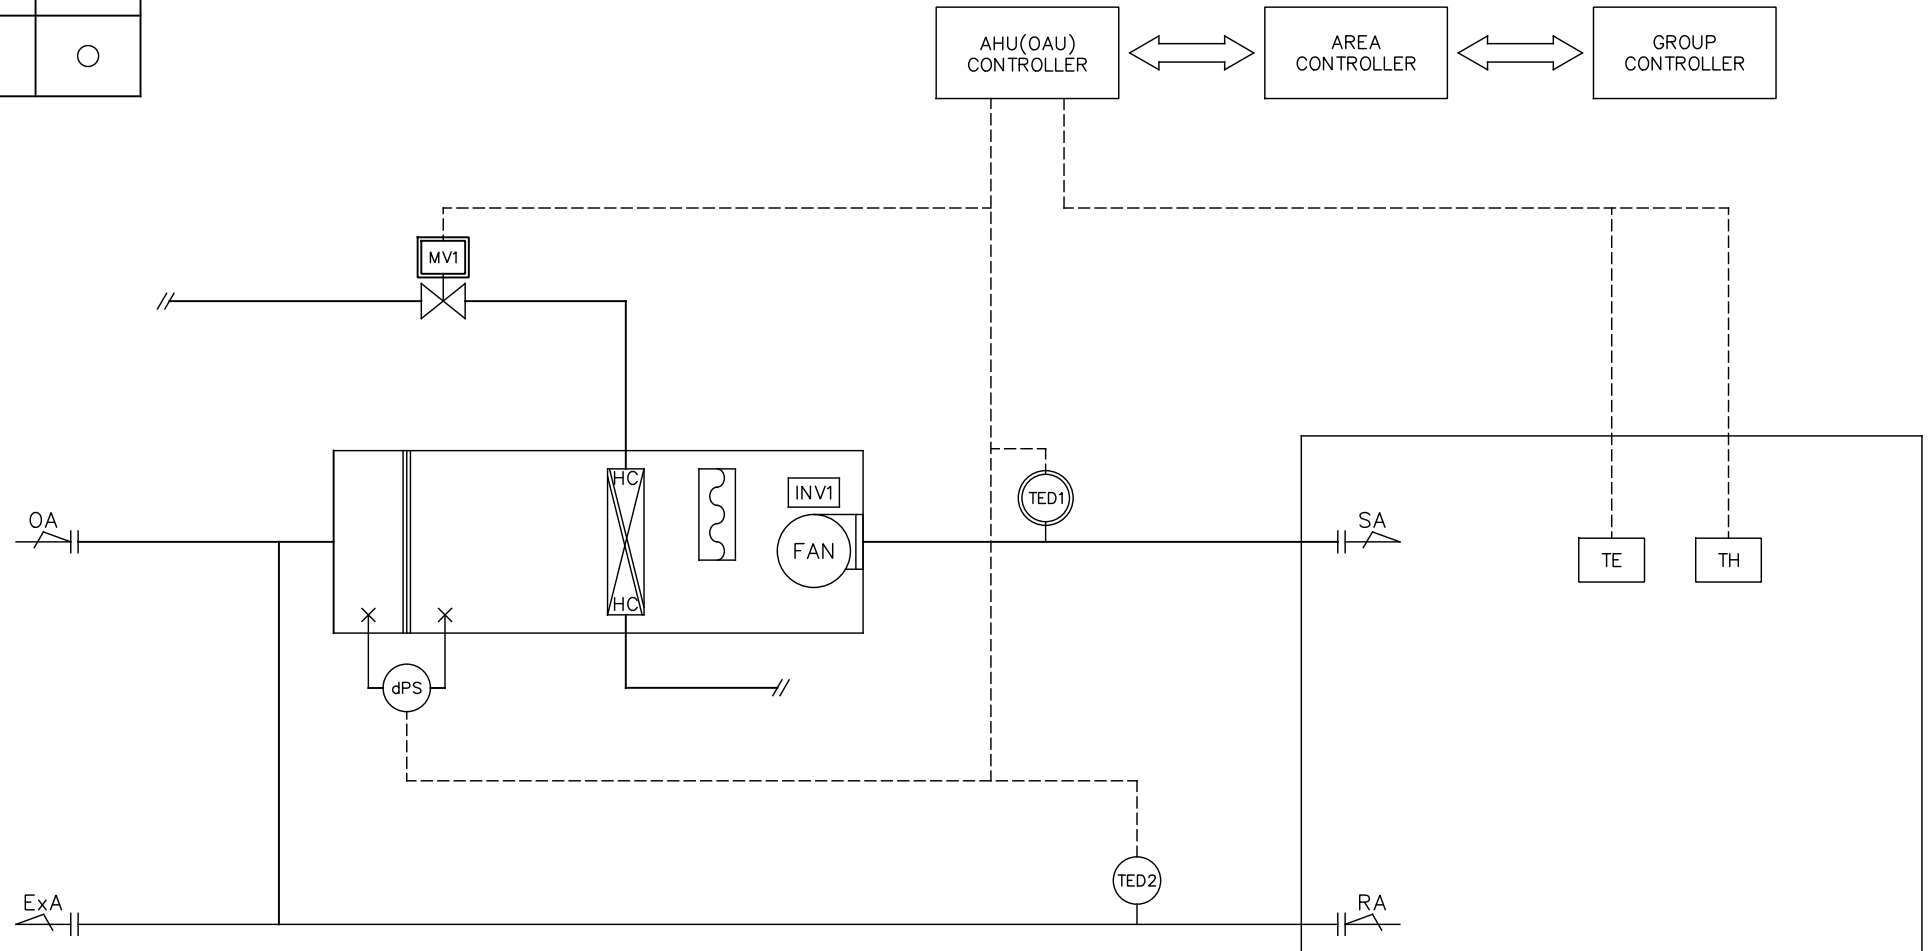 AHU(OAU)
CONTROLLER
AREA
CONTROLLER
GROUP
CONTROLLER
MV1
HC
INV1
TED1
OA
FAN
SA
TE
TH
HC
dPS
TED2
ExA
RA